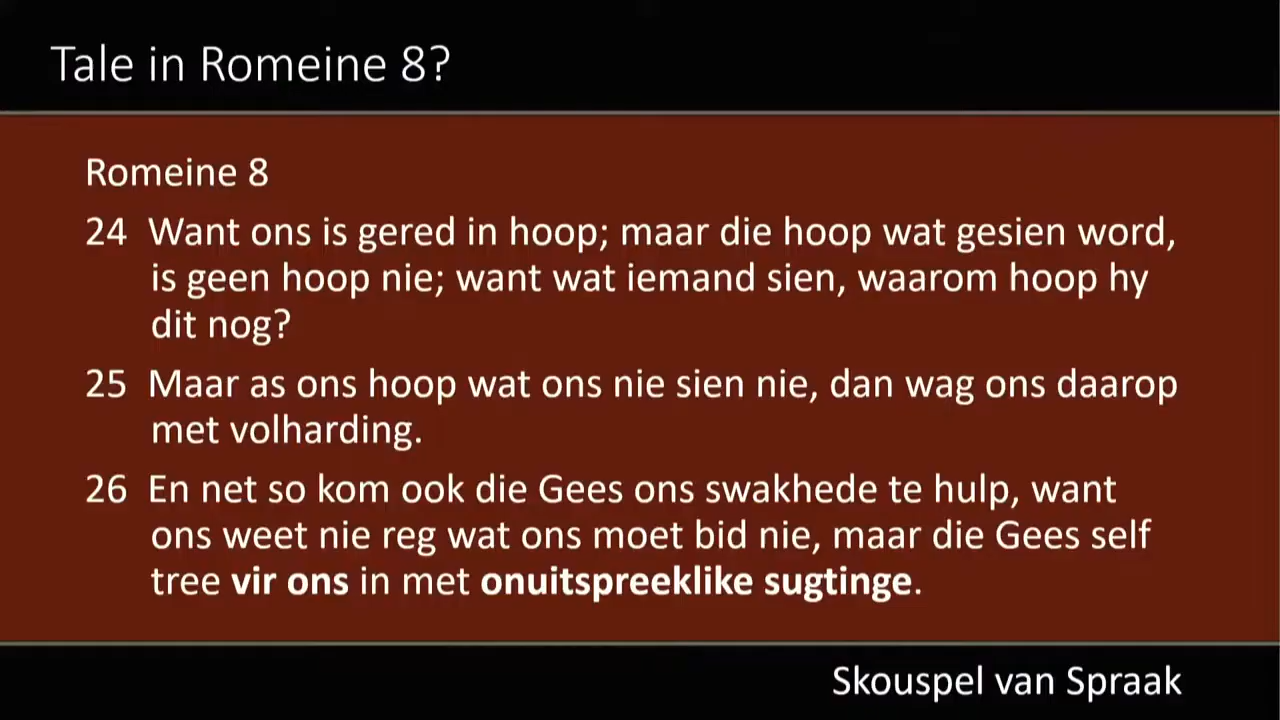 Tale in Romeine 8?
Romeine 8
24 Want ons is gered in hoop; maar die hoop wat gesien word,
is geen hoop nie; want wat iemand sien, waarom hoop hy
dit nog?
25 Maar as ons hoop wat ons nie sien nie, dan wag ons daarop
met volharding.
26 En net so kom ook die Gees ons swakhede te hulp, want
ons weet nie reg wat ons moet bid nie, maar die Gees self
tree vir ons in met onuitspreeklike sugtinge.
Skouspel van Spraak